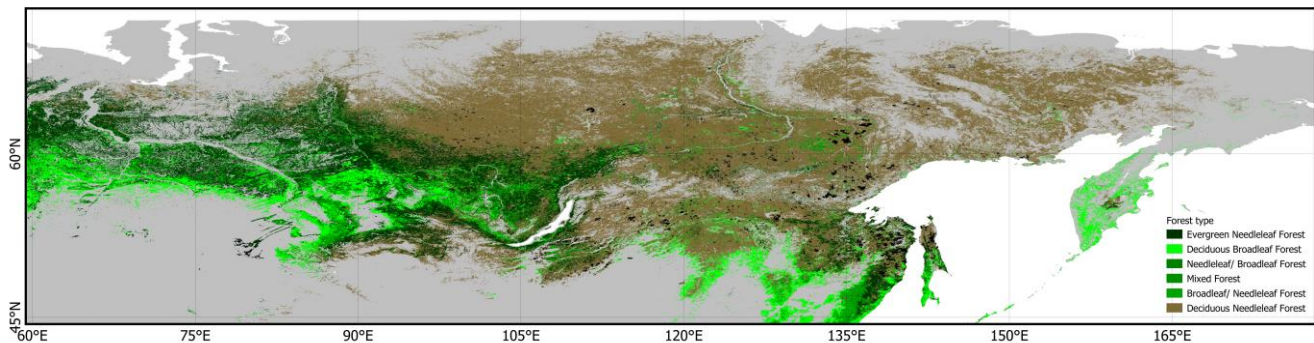 60°N
45°N
Forest type
Evergreen Needleleaf Forest
Deciduous Broadleaf Forest
Needleleaf/ Broadleaf Forest
Mixed Forest
Broadleaf/ Needleleaf Forest
Deciduous Needleleaf Forest
60°E 75°E 90°E 105°E 120°E 135°E 150°E 165°E